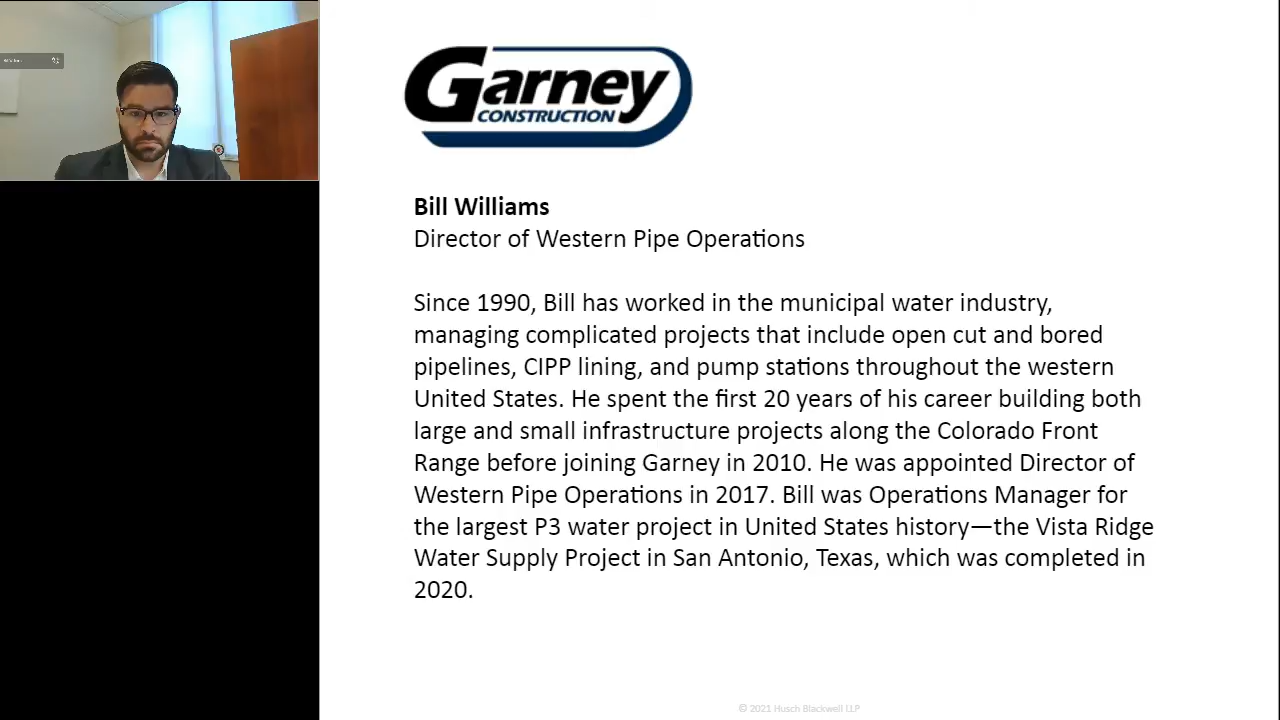 Garney
CONSTRUCTION
Bill Williams
Director of Western Pipe Operations
Since 1990, Bill has worked in the municipal water industry,
managing complicated projects that include open cut and bored
pipelines, CIPP lining, and pump stations throughout the western
United States. He spent the first 20 years of his career building both
large and small infrastructure projects along the Colorado Front
Range before joining Garney in 2010. He was appointed Director of
Western Pipe Operations in 2017. Bill was Operations Manager for
the largest P3 water project in United States history—the Vista Ridge
Water Supply Project in San Antonio, Texas, which was completed in
2020.
© 2021 Husch Blackwell LLP